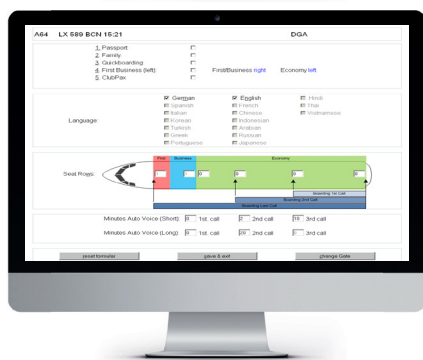 A64 LX 589 BCN 15:21 DGA
1. Passport
2. Family
3. Quickboarding
4. First Business (left) First/Business right Economy left
5. ClubPax
German English Hindi
Spanish French Thai
Italian Chinese Vietnamese
Language: Korean Indonesian
Turkish Arabian
Greek Russian
Portuguese Japanese
First Business Economy
Seat Rows:
Boarding 1st Call
Boarding 2nd Call
Boarding Last Call
Minutes Auto Voice (Short): 0 1st. call 2 2nd call 10 3rd call
Minutes Auto Voice (Long): 0 1st. call 20 2nd call 0 3rd call
reset formular save & exit change Gate